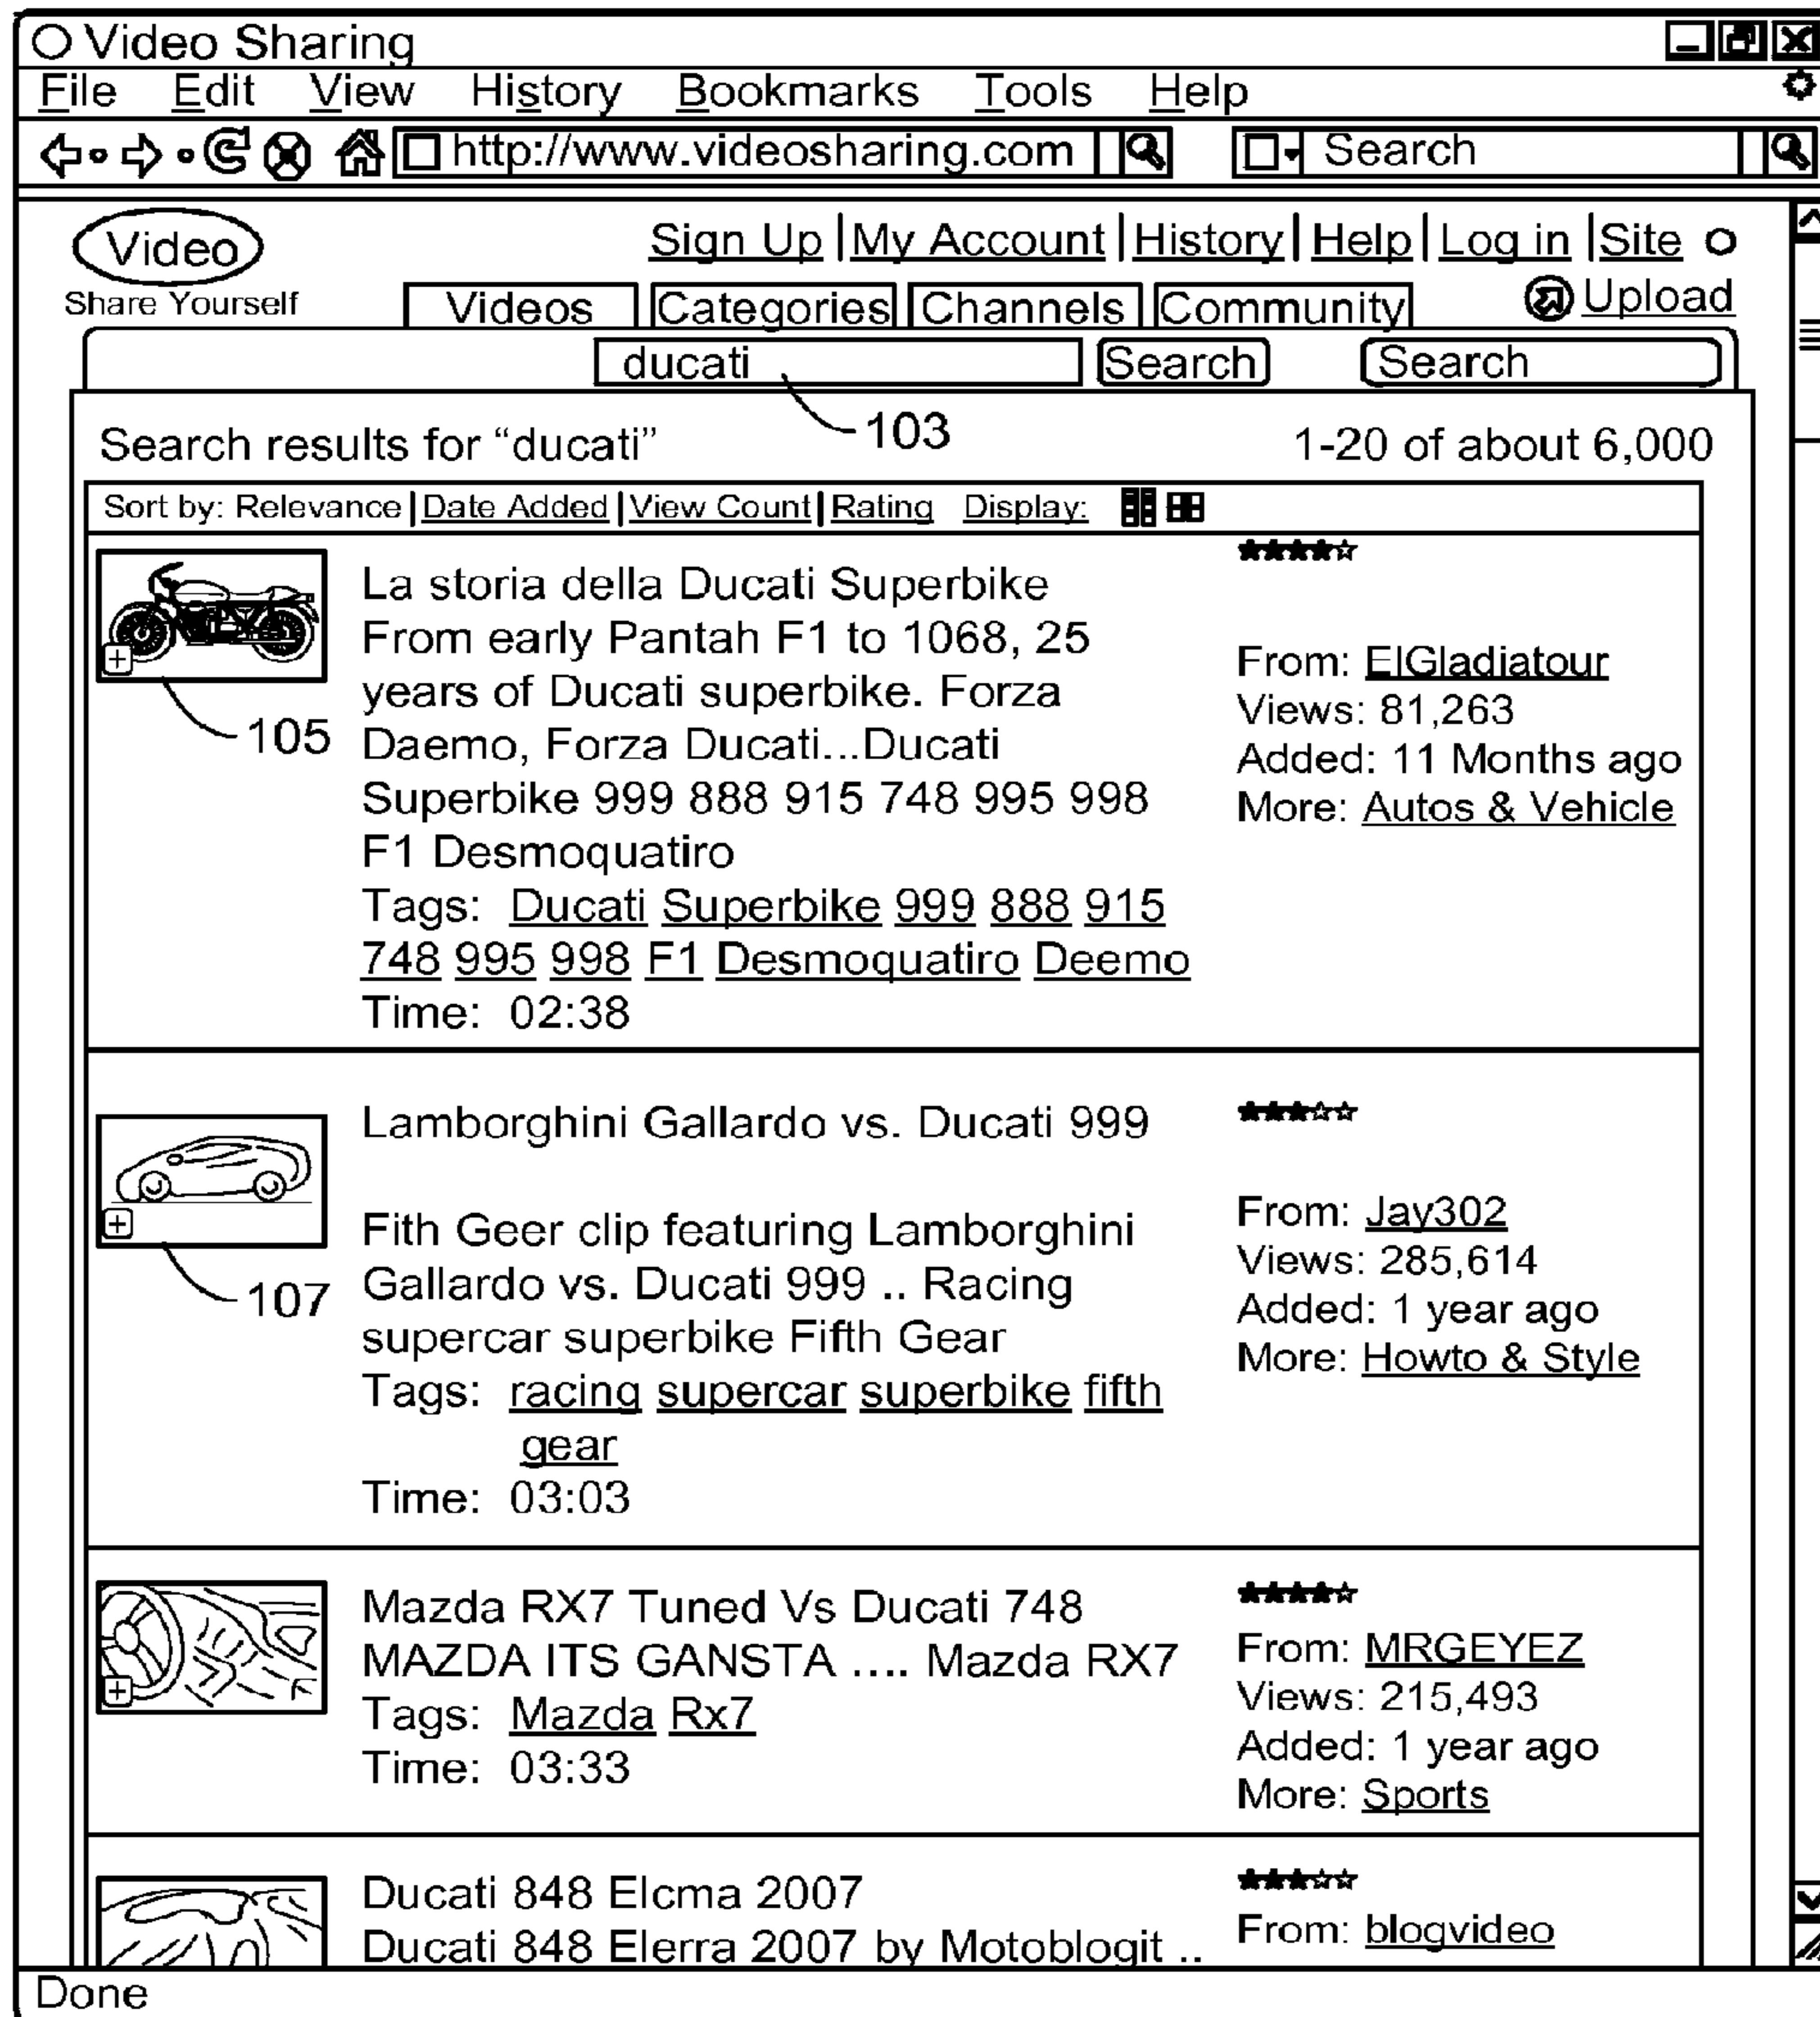 Video Sharing
File Edit View History Bookmarks Tools Help
http://www.videosharing.com Search
Video
Share Yourself
Sign Up | My Account | History | Help | Log in | Site
Videos Categories Channels Community Upload
ducati Search Search
103
Search results for “ducati” 1-20 of about 6,000
Sort by: Relevance | Date Added | View Count | Rating Display:
105
La storia della Ducati Superbike
From early Pantah F1 to 1068, 25
years of Ducati superbike. Forza
Daemo, Forza Ducati...Ducati
Superbike 999 888 915 748 995 998
F1 Desmoquatiro
Tags: Ducati Superbike 999 888 915
748 995 998 F1 Desmoquatiro Deemo
Time: 02:38
From: ElGladiatour
Views: 81,263
Added: 11 Months ago
More: Autos & Vehicle
107
Lamborghini Gallardo vs. Ducati 999
Fith Geer clip featuring Lamborghini
Gallardo vs. Ducati 999 .. Racing
supercar superbike Fifth Gear
Tags: racing supercar superbike fifth
gear
Time: 03:03
From: Jay302
Views: 285,614
Added: 1 year ago
More: Howto & Style
Mazda RX7 Tuned Vs Ducati 748
MAZDA ITS GANSTA .... Mazda RX7
Tags: Mazda Rx7
Time: 03:33
From: MRGEYEZ
Views: 215,493
Added: 1 year ago
More: Sports
Ducati 848 Elcma 2007
Ducati 848 Elerra 2007 by Motoblogit ..
From: blogvideo
Done